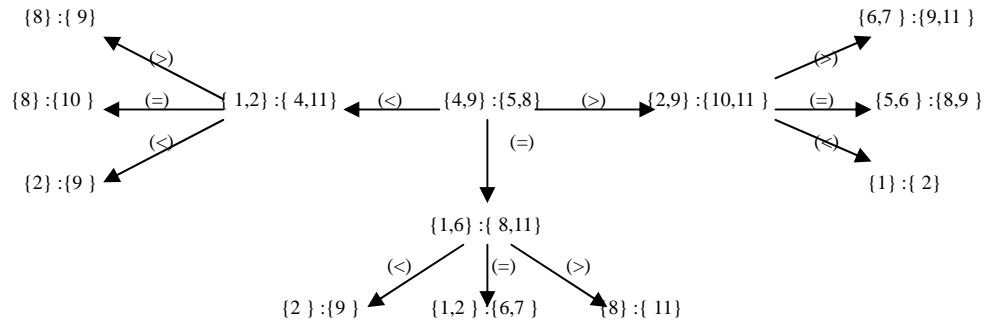 {8} :{ 9}
{6,7 } :{9,11 }
(>)
(>)
{8} :{10 }
(=)
{ 1,2} :{ 4,11}
(<)
{4,9} :{5,8}
(>)
{2,9} :{10,11 }
(=)
{5,6 } :{8,9 }
(<)
(=)
(<)
{2} :{9 }
{1} :{ 2}
{1,6} :{ 8,11}
(<)
(=)
(>)
{2 } :{9 }
{1,2 } :{6,7 }
{8} :{ 11}